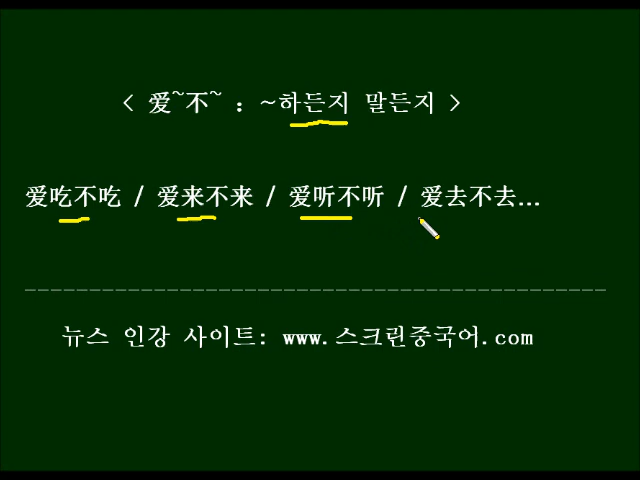 < 爱~不~ : ~하든지 말든지 >
爱吃不吃 / 爱来不来 / 爱听不听 / 爱去不去...
뉴스 인강 사이트: www.스크린중국어.com